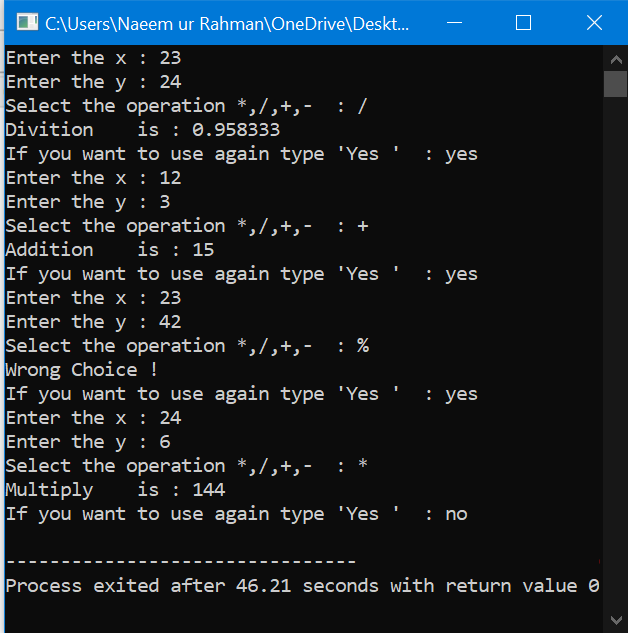 C:\Users\Naeem ur Rahman\OneDrive\Deskt...
Enter the x : 23
Enter the y : 24
Select the operation *,/,+,-  : /
Divition    is : 0.958333
If you want to use again type 'Yes '  : yes
Enter the x : 12
Enter the y : 3
Select the operation *,/,+,-  : +
Addition    is : 15
If you want to use again type 'Yes '  : yes
Enter the x : 23
Enter the y : 42
Select the operation *,/,+,-  : %
Wrong Choice !
If you want to use again type 'Yes '  : yes
Enter the x : 24
Enter the y : 6
Select the operation *,/,+,-  : *
Multiply    is : 144
If you want to use again type 'Yes '  : no
--------------------------------
Process exited after 46.21 seconds with return value 0